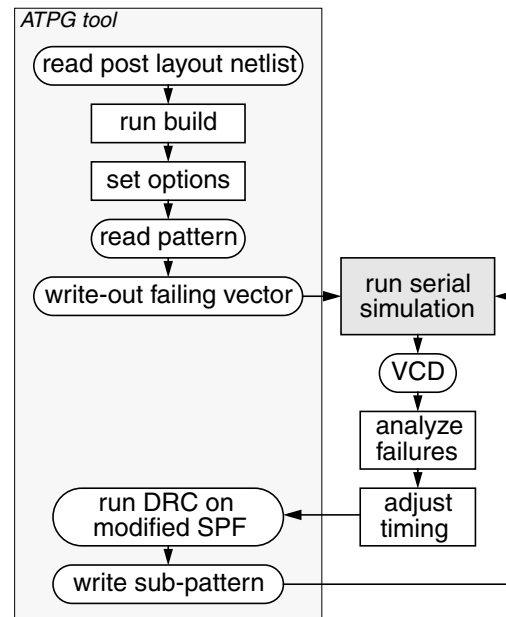 ATPG tool
read post layout netlist
run build
set options
read pattern
write-out failing vector
run serial
simulation
VCD
analyze
failures
adjust
timing
run DRC on
modified SPF
write sub-pattern